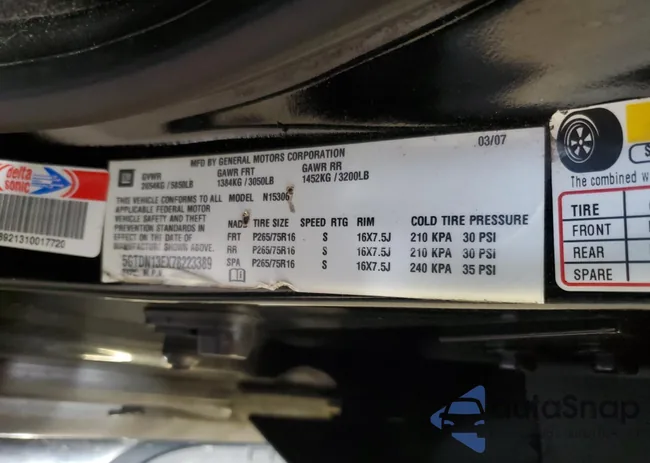 delta
sonic
89213100177720
GM
MFD BY GENERAL MOTORS CORPORATION
03/07
GVWR GAWR FRT GAWR RR
2654KG / 5850LB 1384KG / 3050LB 1452KG / 3200LB
THIS VEHICLE CONFORMS TO ALL MODEL N15306
APPLICABLE FEDERAL MOTOR
VEHICLE SAFETY STANDARDS IN
EFFECT ON THE DATE OF
MANUFACTURE SHOWN ABOVE.
5GTDN13EX78223389
TIRE SIZE SPEED RTG RIM COLD TIRE PRESSURE
FRT P265/75R16 S 16X7.5J 210 KPA 30 PSI
RR P265/75R16 S 16X7.5J 210 KPA 30 PSI
SPA P265/75R16 S 16X7.5J 240 KPA 35 PSI
The combined w
TIRE
FRONT
REAR
SPARE
AutoSnap